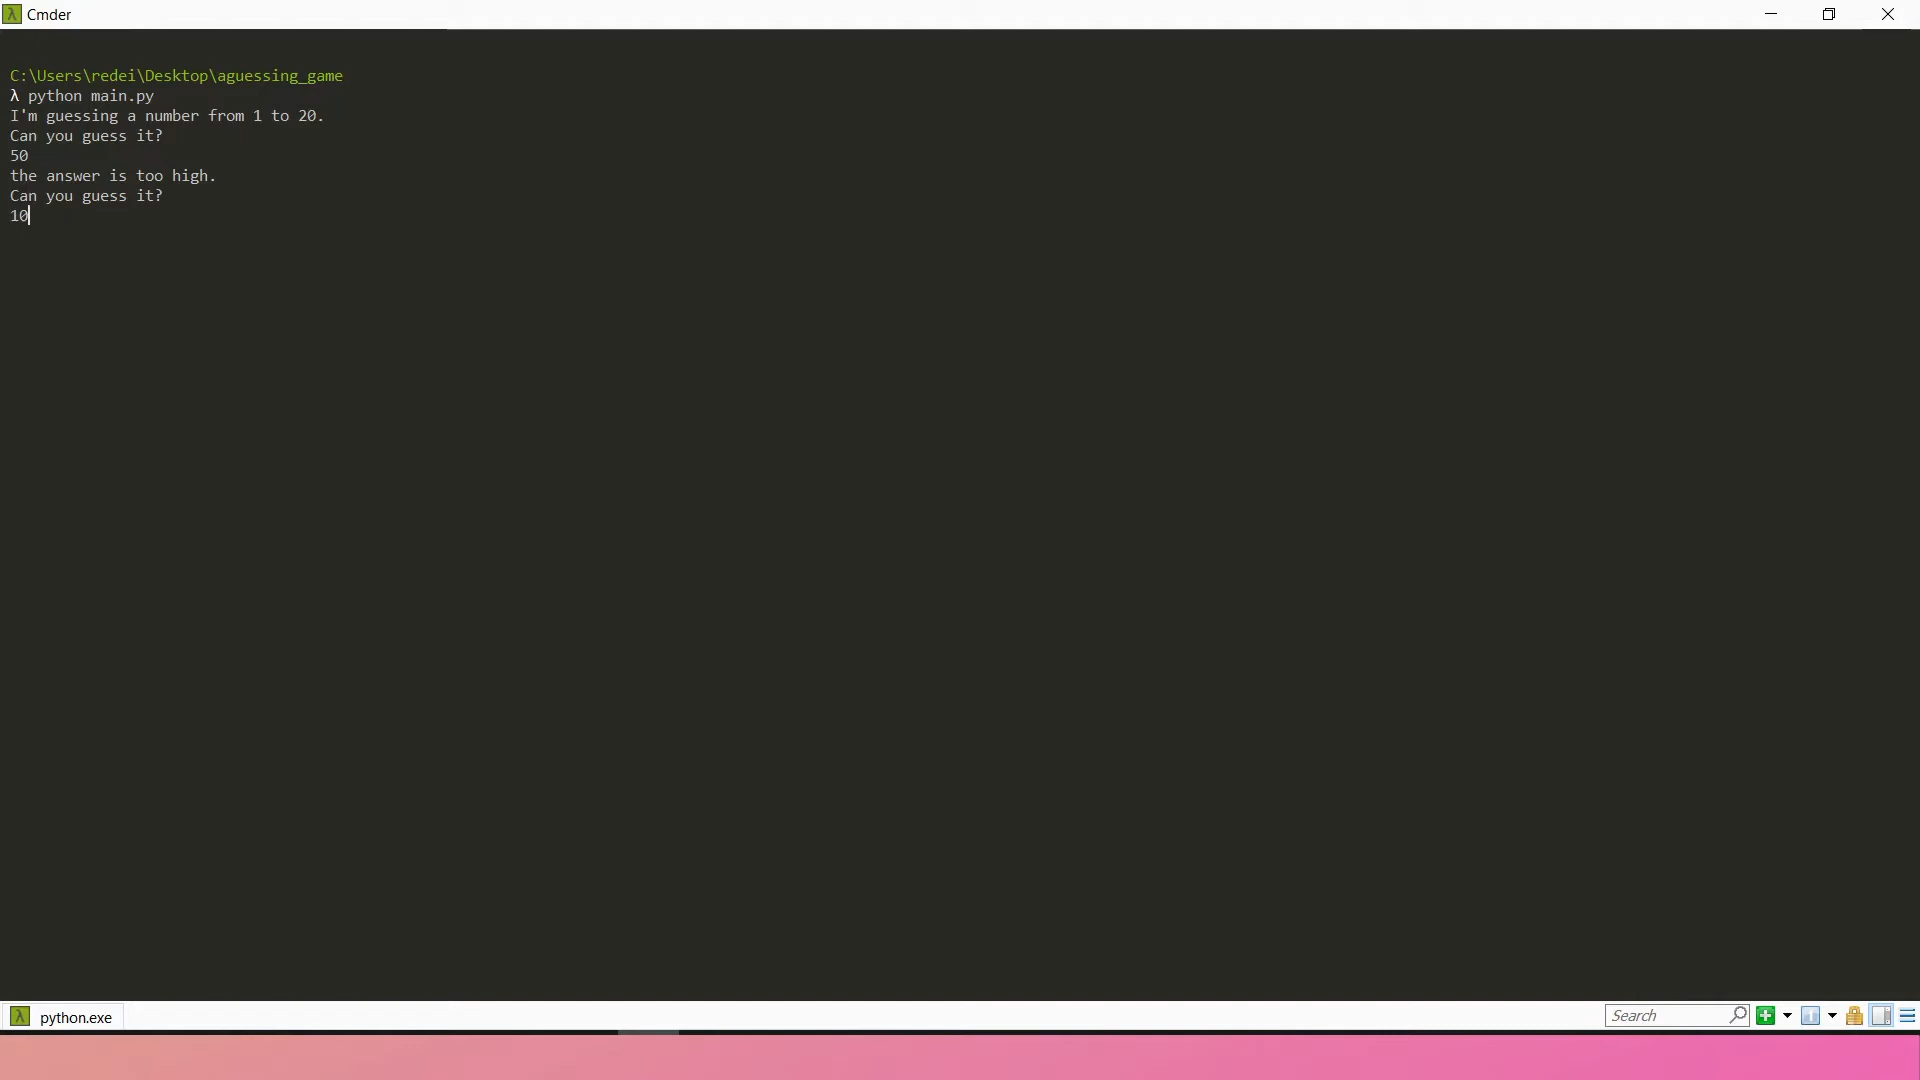 Cmder
C:\Users\redei\Desktop\aguessing_game
λ python main.py
I'm guessing a number from 1 to 20.
Can you guess it?
50
the answer is too high.
Can you guess it?
10
python.exe
Search